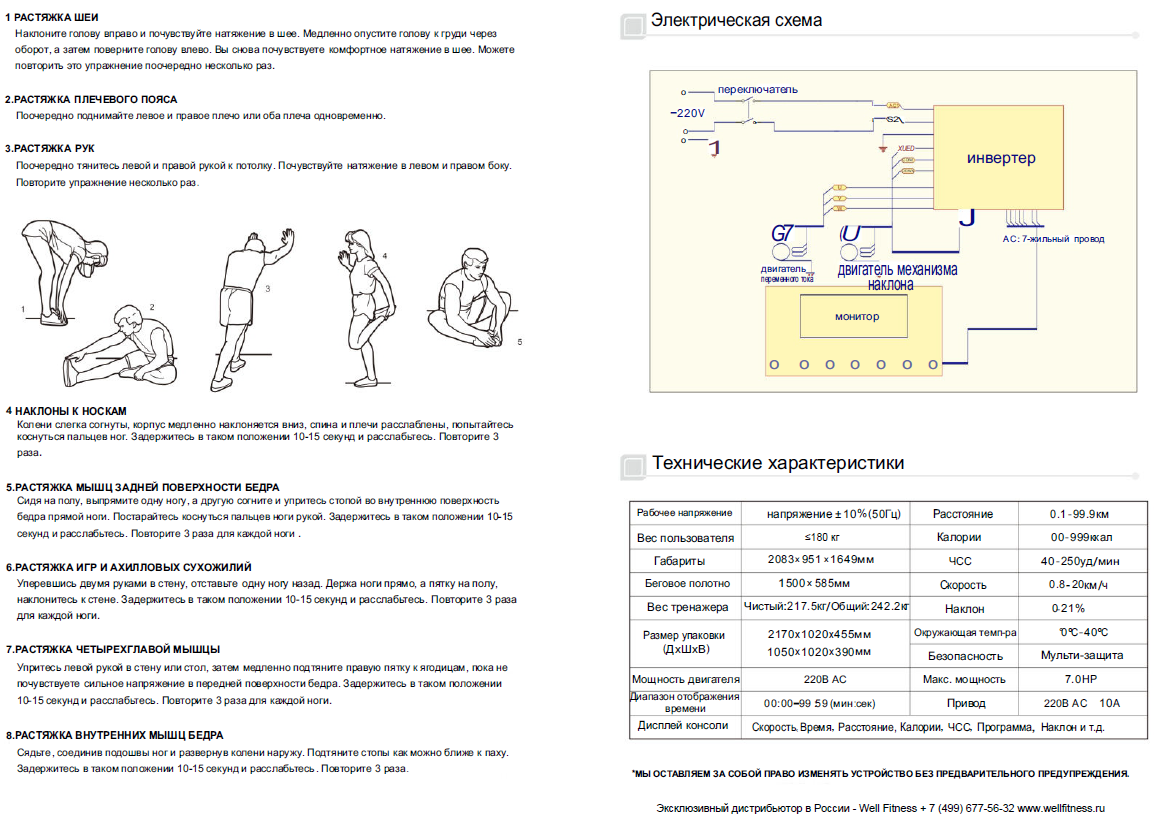 1 РАСТЯЖКА ШЕИ
Наклоните голову вправо и почувствуйте натяжение в шее. Медленно опустите голову к груди через
оборот, а затем поверните голову влево. Вы снова почувствуете комфортное натяжение в шее. Можете
повторить это упражнение поочередно несколько раз.
2.РАСТЯЖКА ПЛЕЧЕВОГО ПОЯСА
Поочередно поднимайте левое и правое плечо или оба плеча одновременно.
3.РАСТЯЖКА РУК
Поочередно тянитесь левой и правой рукой к потолку. Почувствуйте натяжение в левом и правом боку.
Повторите упражнение несколько раз.
1
2
3
4
5
4 НАКЛОНЫ К НОСКАМ
Колени слегка согнуты, корпус медленно наклоняется вниз, спина и плечи расслаблены, попытайтесь
коснуться пальцев ног. Задержитесь в таком положении 10-15 секунд и расслабьтесь. Повторите 3
раза.
5.РАСТЯЖКА МЫШЦ ЗАДНЕЙ ПОВЕРХНОСТИ БЕДРА
Сидя на полу, выпрямите одну ногу, а другую согните и упритесь стопой во внутреннюю поверхность
бедра прямой ноги. Постарайтесь коснуться пальцев ноги рукой. Задержитесь в таком положении 10-15
секунд и расслабьтесь. Повторите 3 раза для каждой ноги .
6.РАСТЯЖКА ИГР И АХИЛЛОВЫХ СУХОЖИЛИЙ
Уперевшись двумя руками в стену, отставьте одну ногу назад. Держа ноги прямо, а пятку на полу,
наклонитесь к стене. Задержитесь в таком положении 10-15 секунд и расслабьтесь. Повторите 3 раза
для каждой ноги.
7.РАСТЯЖКА ЧЕТЫРЕХГЛАВОЙ МЫШЦЫ
Упритесь левой рукой в стену или стол, затем медленно подтяните правую пятку к ягодицам, пока не
почувствуете сильное напряжение в передней поверхности бедра. Задержитесь в таком положении
10-15 секунд и расслабьтесь. Повторите 3 раза для каждой ноги.
8.РАСТЯЖКА ВНУТРЕННИХ МЫШЦ БЕДРА
Сядьте, соединив подошвы ног и развернув колени наружу. Подтяните стопы как можно ближе к паху.
Задержитесь в таком положении 10-15 секунд и расслабьтесь. Повторите 3 раза.
Электрическая схема
переключатель
~220V
G2
XUED
инвертер
1
U
V
W
G7
U
J
AC: 7-жильный провод
двигатель
переменного тока
двигатель механизма
наклона
монитор
Технические характеристики
Рабочее напряжение напряжение ± 10%(50Гц) Расстояние 0.1-99.9км
Вес пользователя ≤180 кг Калории 00-999ккал
Габариты 2083×951×1649мм ЧСС 40-250уд/мин
Беговое полотно 1500×585мм Скорость 0.8-20км/ч
Вес тренажера Чистый:217.5кг/Общий:242.2кг Наклон 0-21%
Размер упаковки 2170x1020x455мм Окружающая темп-ра 0℃-40℃
(ДхШхВ) 1050x1020x390мм Безопасность Мульти-защита
Мощность двигателя 220В AC Макс. мощность 7.0HP
Диапазон отображения
времени 00:00-99:59 (мин:сек) Привод 220В AC 10A
Дисплей консоли Скорость, Время, Расстояние, Калории, ЧСС, Программа, Наклон и т.д.
*МЫ ОСТАВЛЯЕМ ЗА СОБОЙ ПРАВО ИЗМЕНЯТЬ УСТРОЙСТВО БЕЗ ПРЕДВАРИТЕЛЬНОГО ПРЕДУПРЕЖДЕНИЯ.
Эксклюзивный дистрибьютор в России - Well Fitness + 7 (499) 677-56-32 www.wellfitness.ru